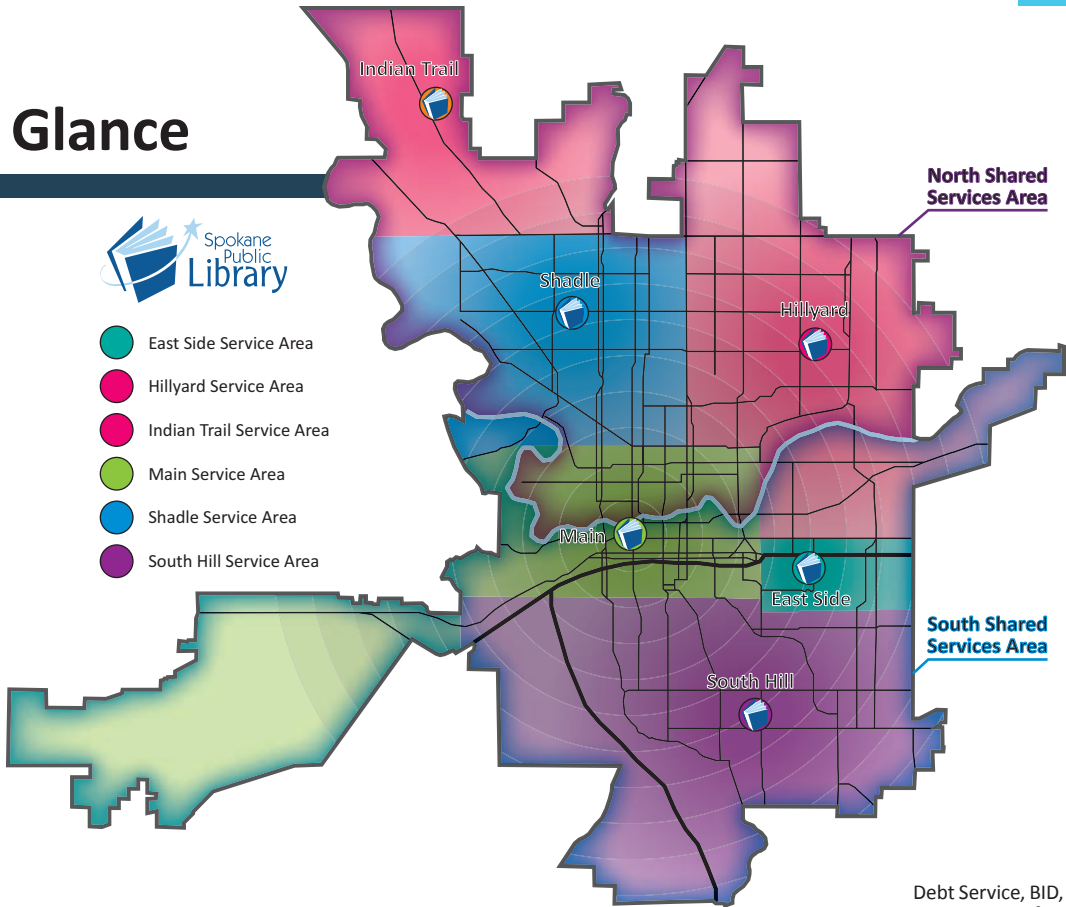 Glance
Spokane
Public
Library
East Side Service Area
Hillyard Service Area
Indian Trail Service Area
Main Service Area
Shadle Service Area
South Hill Service Area
Indian Trail
North Shared
Services Area
Shadle
Hillyard
Main
East Side
South Shared
Services Area
South Hill
Debt Service, BID,